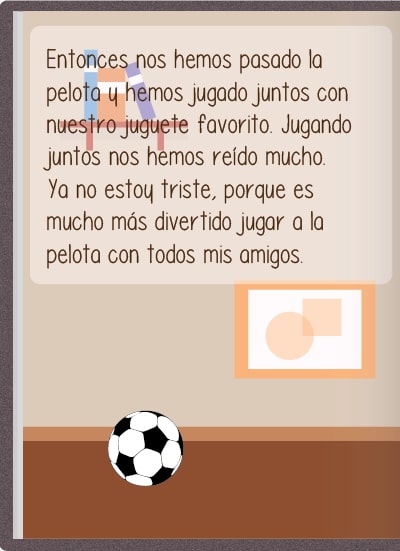 Entonces nos hemos pasado la
pelota y hemos jugado juntos con
nuestro juguete favorito. Jugando
juntos nos hemos reído mucho.
Ya no estoy triste, porque es
mucho más divertido jugar a la
pelota con todos mis amigos.